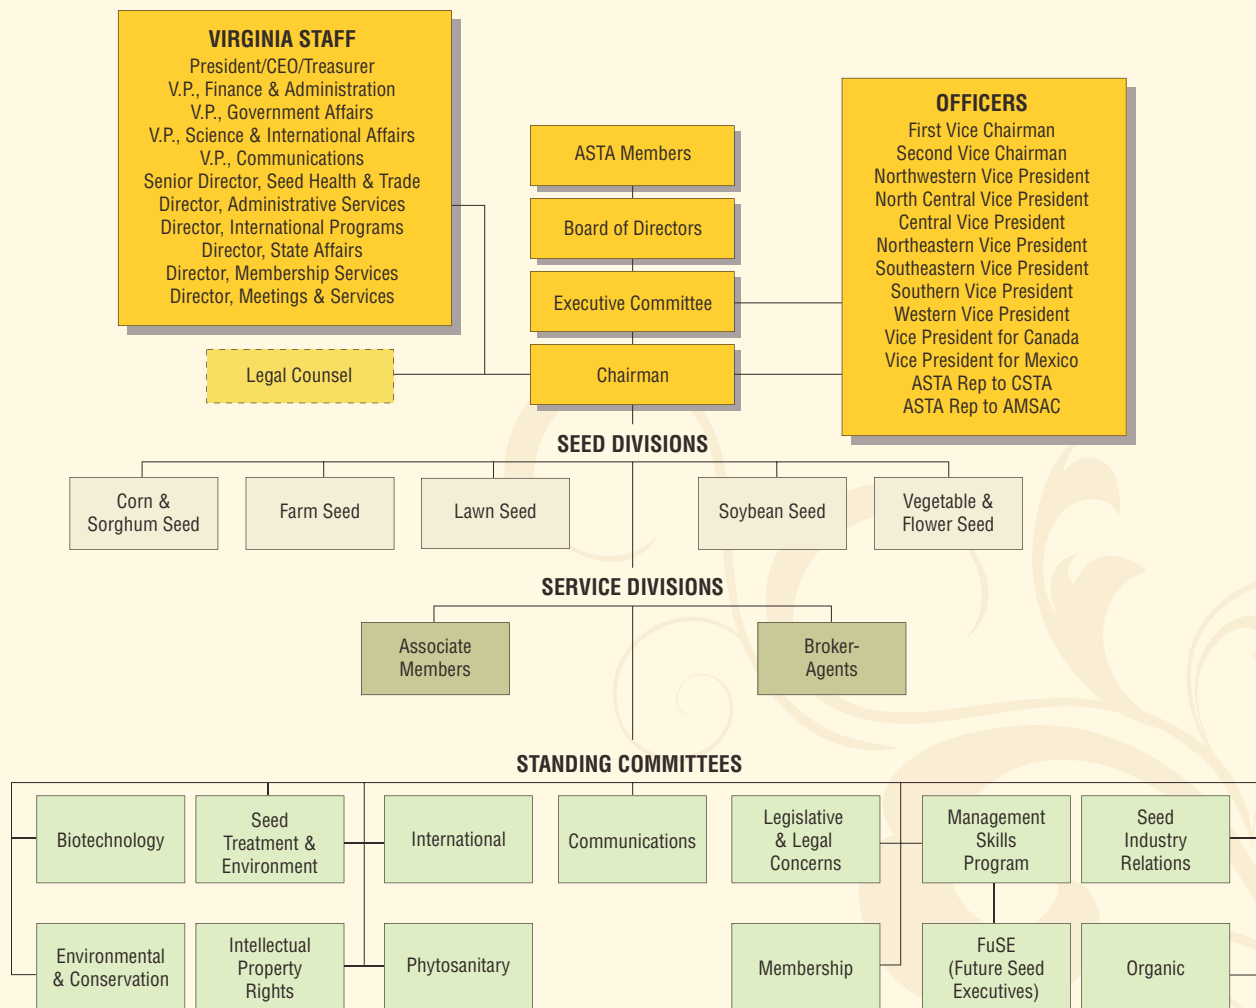 VIRGINIA STAFF
President/CEO/Treasurer
V.P., Finance & Administration
V.P., Government Affairs
V.P., Science & International Affairs
V.P., Communications
Senior Director, Seed Health & Trade
Director, Administrative Services
Director, International Programs
Director, State Affairs
Director, Membership Services
Director, Meetings & Services
Legal Counsel
ASTA Members
Board of Directors
Executive Committee
Chairman
OFFICERS
First Vice Chairman
Second Vice Chairman
Northwestern Vice President
North Central Vice President
Central Vice President
Northeastern Vice President
Southeastern Vice President
Southern Vice President
Western Vice President
Vice President for Canada
Vice President for Mexico
ASTA Rep to CSTA
ASTA Rep to AMSAC
SEED DIVISIONS
Corn &
Sorghum Seed
Farm Seed
Lawn Seed
Soybean Seed
Vegetable &
Flower Seed
SERVICE DIVISIONS
Associate
Members
Broker-
Agents
STANDING COMMITTEES
Biotechnology
Seed
Treatment &
Environment
International
Communications
Legislative
& Legal
Concerns
Management
Skills
Program
Seed
Industry
Relations
Environmental
& Conservation
Intellectual
Property
Rights
Phytosanitary
Membership
FuSE
(Future Seed
Executives)
Organic